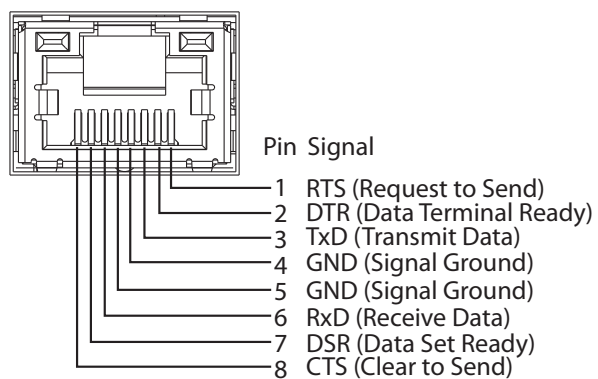 Pin Signal
1 RTS (Request to Send)
2 DTR (Data Terminal Ready)
3 TxD (Transmit Data)
4 GND (Signal Ground)
5 GND (Signal Ground)
6 RxD (Receive Data)
7 DSR (Data Set Ready)
8 CTS (Clear to Send)